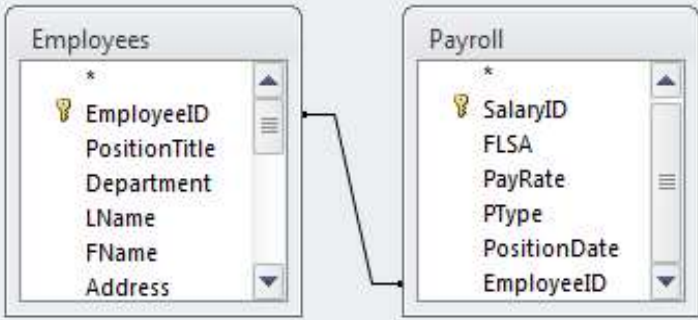 Employees
*
EmployeeID
PositionTitle
Department
LName
FName
Address
Payroll
*
SalaryID
FLSA
PayRate
PType
PositionDate
EmployeeID